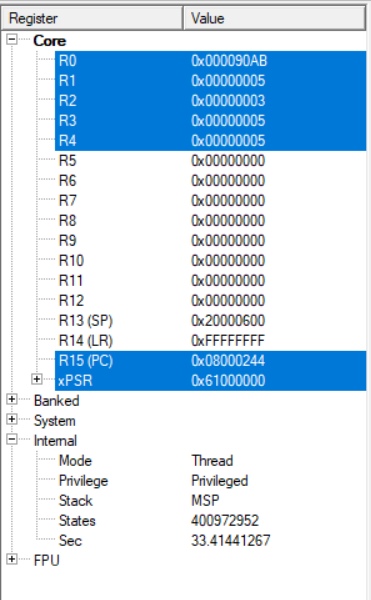 Register Value
Core
R0 0x000090AB
R1 0x00000005
R2 0x00000003
R3 0x00000005
R4 0x00000005
R5 0x00000000
R6 0x00000000
R7 0x00000000
R8 0x00000000
R9 0x00000000
R10 0x00000000
R11 0x00000000
R12 0x00000000
R13 (SP) 0x20000600
R14 (LR) 0xFFFFFFFF
R15 (PC) 0x08000244
xPSR 0x61000000
Banked
System
Internal
Mode Thread
Privilege Privileged
Stack MSP
States 400972952
Sec 33.41441267
FPU